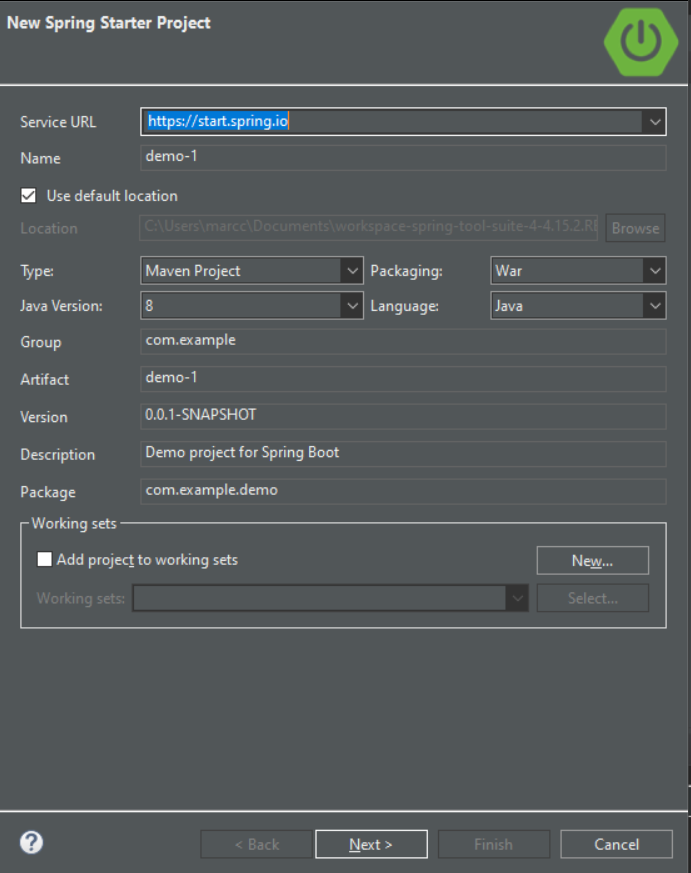 New Spring Starter Project
Service URL https://start.spring.io
Name demo-1
Use default location
Location C:\Users\marcc\Documents\workspace-spring-tool-suite-4-4.15.2.RE Browse
Type: Maven Project Packaging: War
Java Version: 8 Language: Java
Group com.example
Artifact demo-1
Version 0.0.1-SNAPSHOT
Description Demo project for Spring Boot
Package com.example.demo
Working sets
Add project to working sets New...
Working sets: Select...
? < Back Next > Finish Cancel